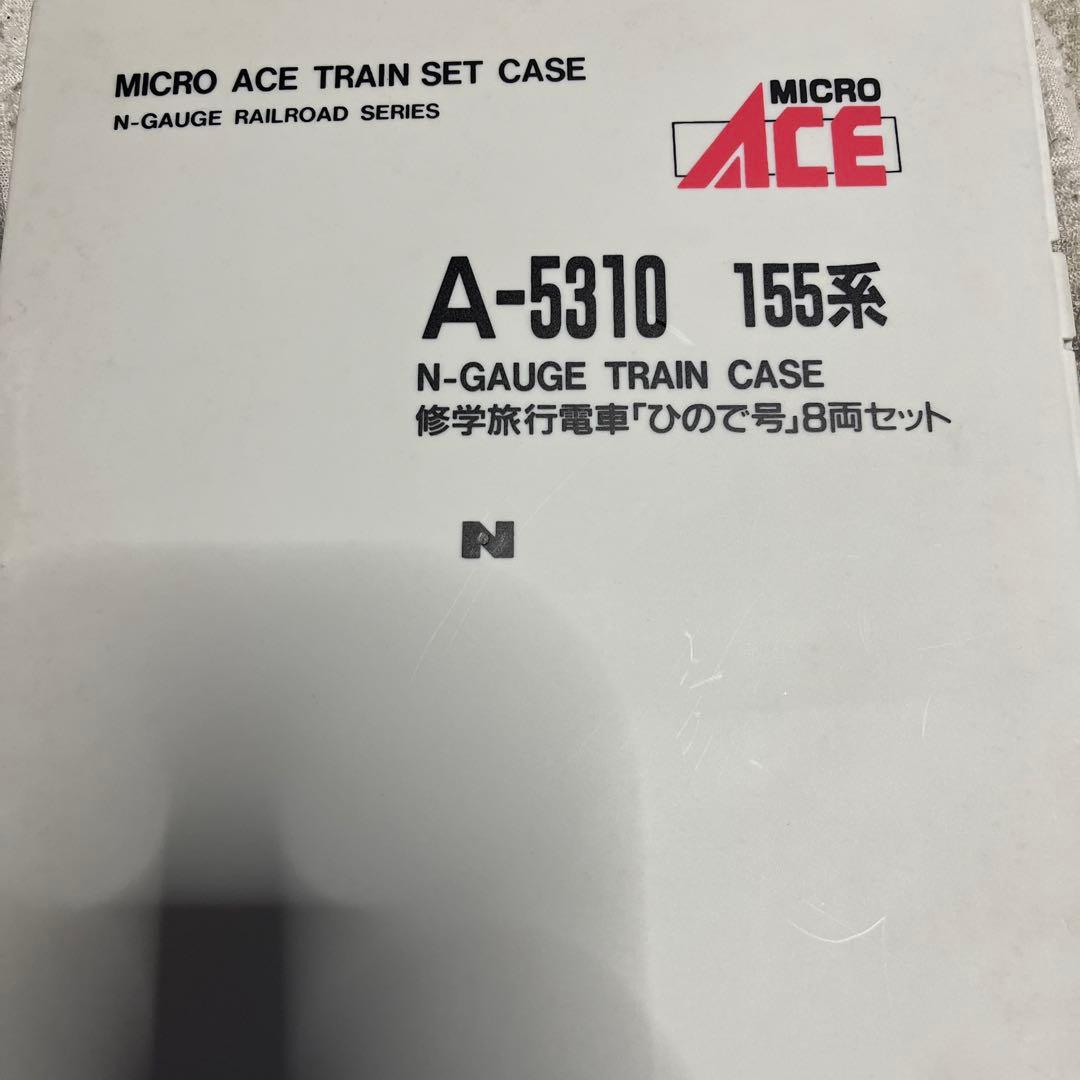 MICRO ACE TRAIN SET CASE
N-GAUGE RAILROAD SERIES
MICRO
ACE
A-5310 155系
N-GAUGE TRAIN CASE
修学旅行電車「ひので号」8両セット
N